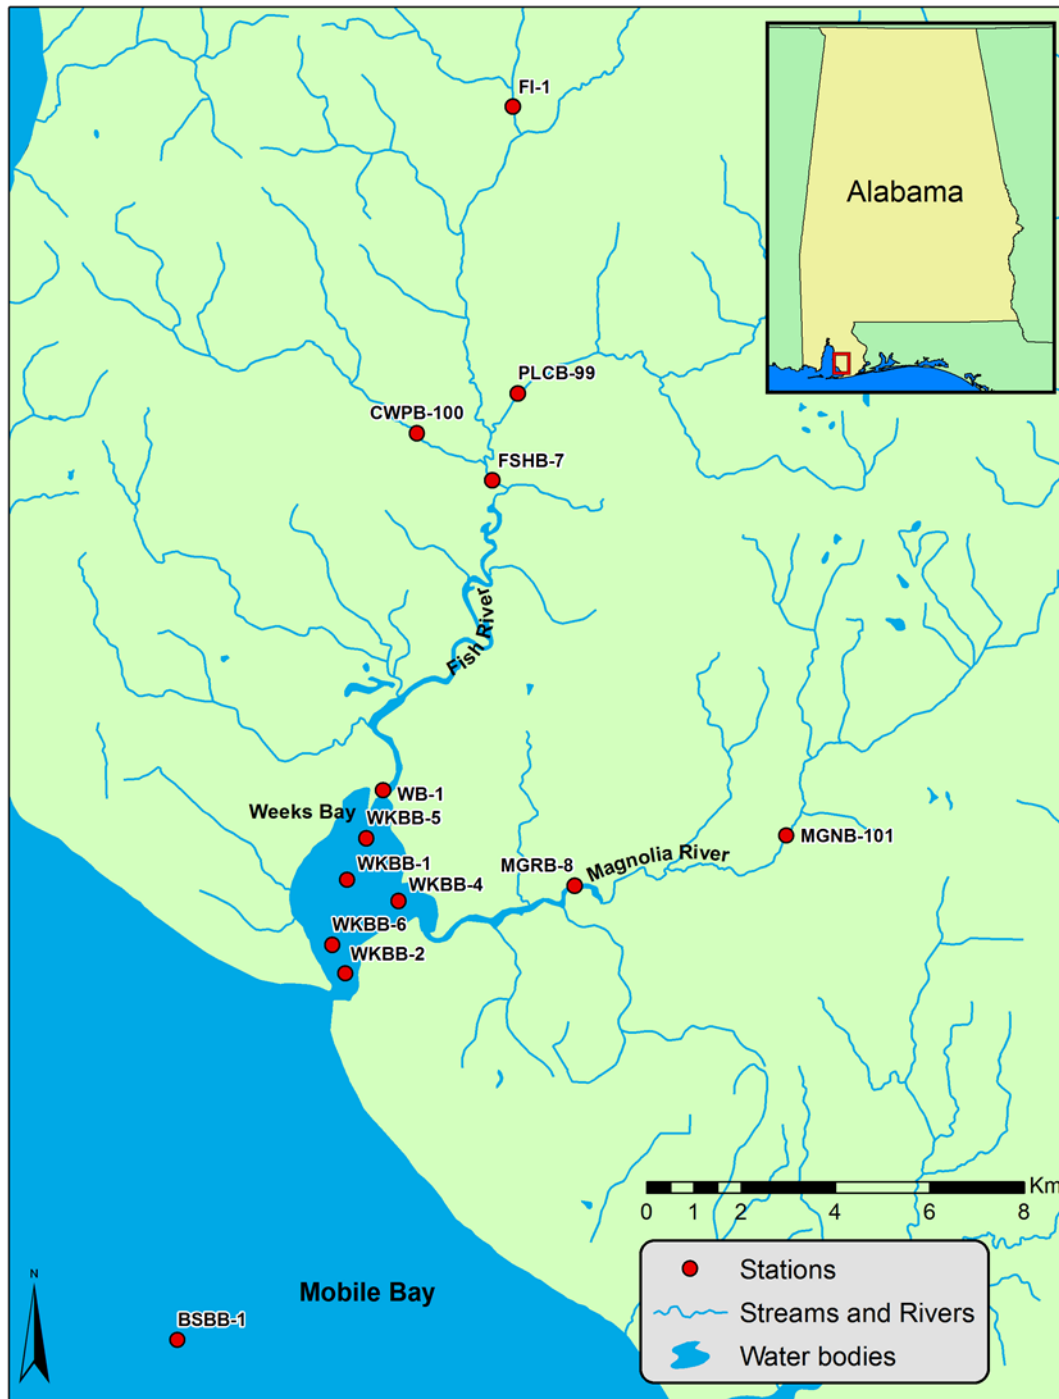 FI-1
Alabama
PLCB-99
CWPB-100
FSHB-7
Fish River
WB-1
Weeks Bay
WKBB-5
MGNB-101
WKBB-1
MGRB-8
Magnolia River
WKBB-4
WKBB-6
WKBB-2
Km
0 1 2 4 6 8
Stations
Streams and Rivers
Water bodies
N
Mobile Bay
BSBB-1